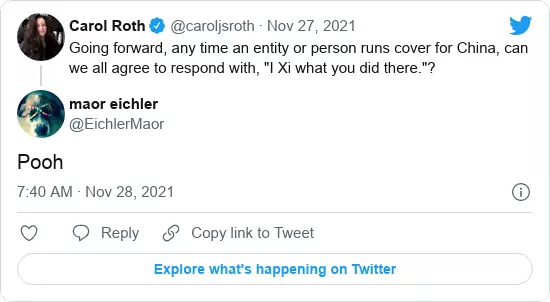 Carol Roth @caroljsroth · Nov 27, 2021
Going forward, any time an entity or person runs cover for China, can
we all agree to respond with, "I Xi what you did there."?
maor eichler
@EichlerMaor
Pooh
7:40 AM · Nov 28, 2021
Reply Copy link to Tweet
Explore what's happening on Twitter